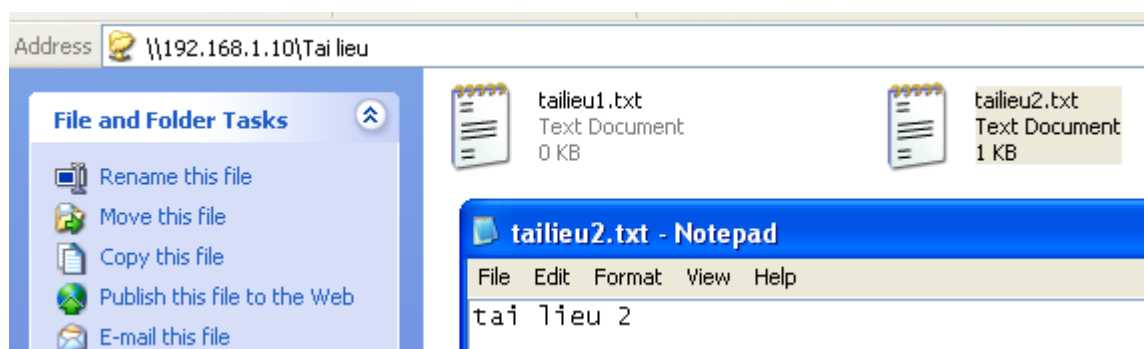 Address \\192.168.1.10\Tai lieu
File and Folder Tasks
Rename this file
Move this file
Copy this file
Publish this file to the Web
E-mail this file
tailieu1.txt
Text Document
0 KB
tailieu2.txt
Text Document
1 KB
tailieu2.txt - Notepad
File Edit Format View Help
tai lieu 2